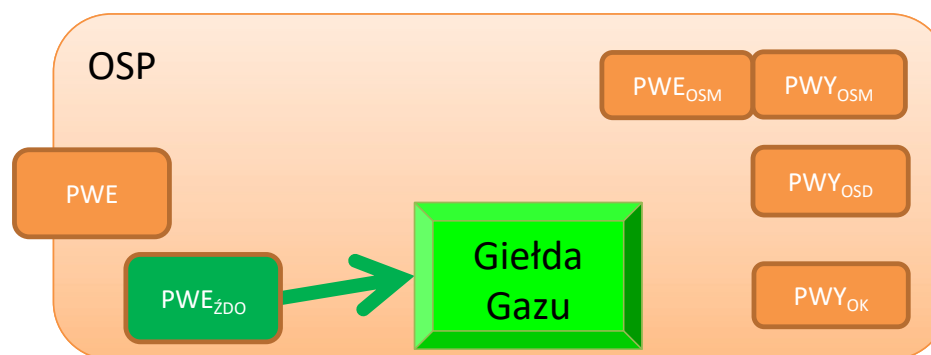 OSP
PWE_OSM PWY_OSM
PWE
PWY_OSD
Giełda
Gazu
PWE_ŹDO
PWY_OK